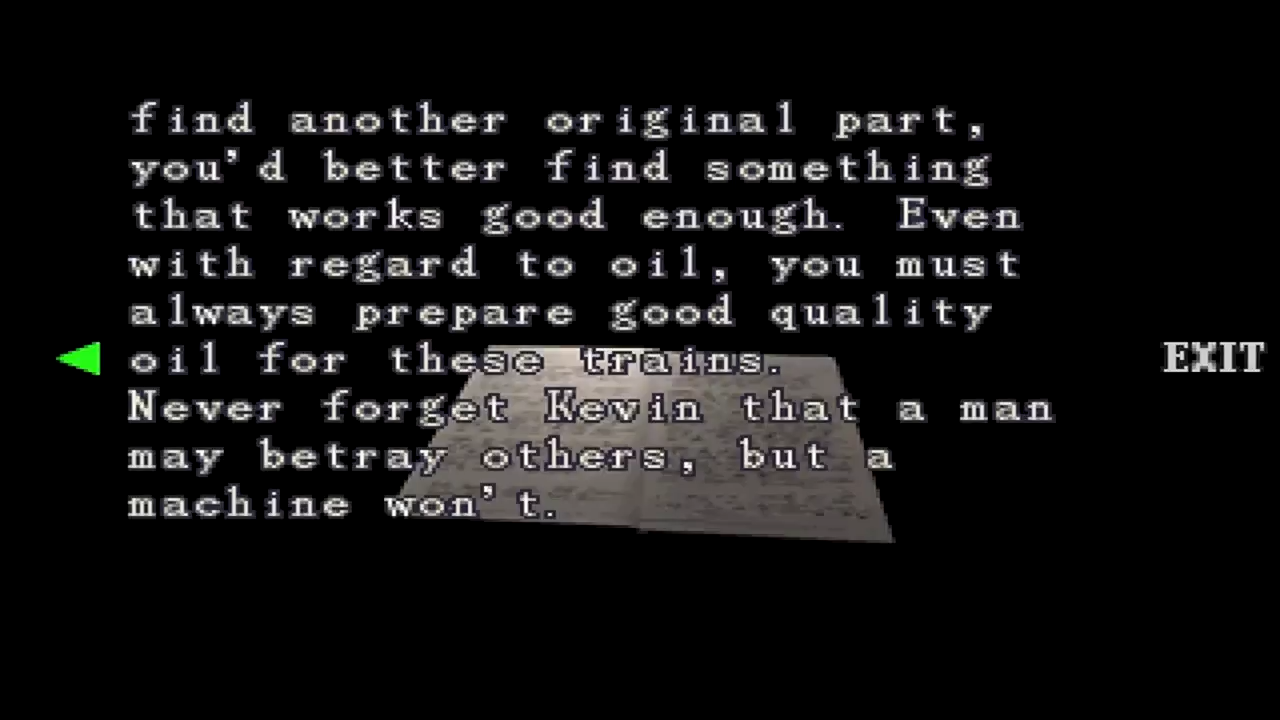 find another original part,
you'd better find something
that works good enough. Even
with regard to oil, you must
always prepare good quality
oil for these trains.
EXIT
Never forget Kevin that a man
may betray others, but a
machine won't.